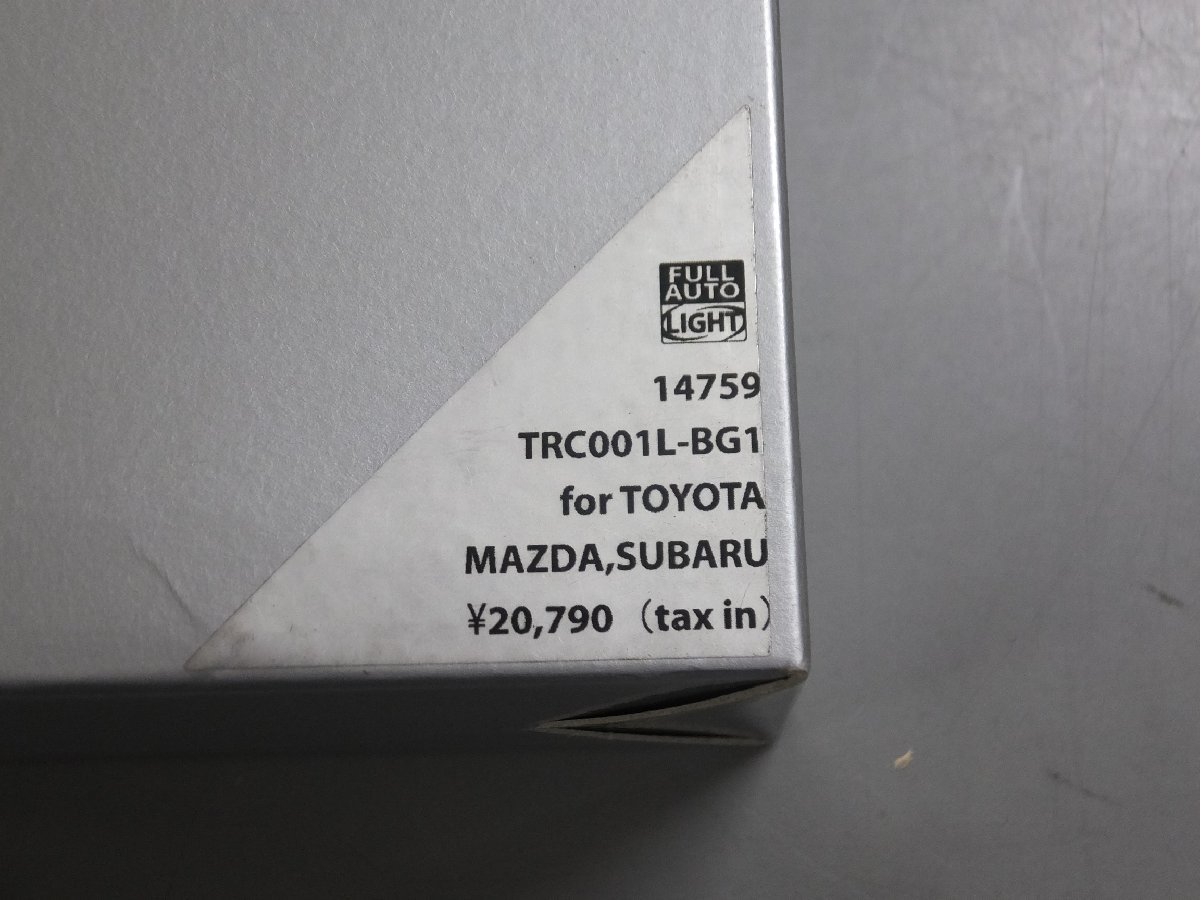 FULL
AUTO
LIGHT
14759
TRC001L-BG1
for TOYOTA
MAZDA,SUBARU
¥20,790（tax in）